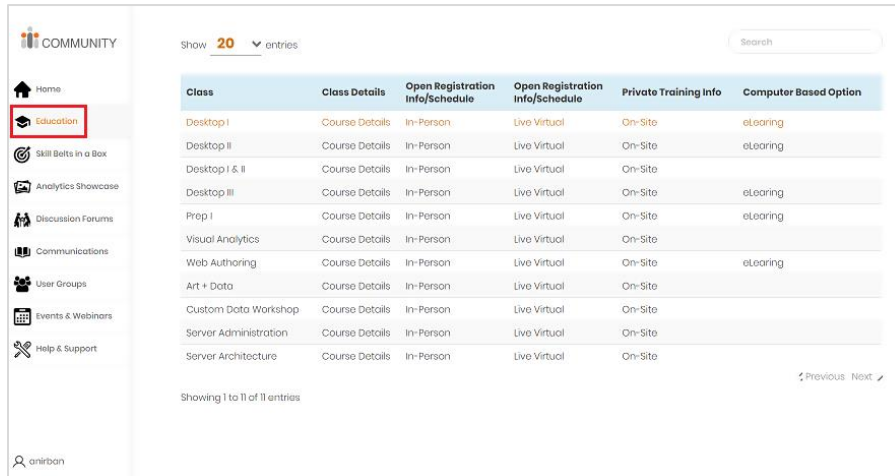 COMMUNITY
Show 20 entries
Search
Home
Education
Skill Belts in a Box
Analytics Showcase
Discussion Forums
Communications
User Groups
Events & Webinars
Help & Support
anirban
Class Class Details Open Registration Info/Schedule Open Registration Info/Schedule Private Training Info Computer Based Option
Desktop I Course Details In-Person Live Virtual On-Site eLearing
Desktop II Course Details In-Person Live Virtual On-Site eLearing
Desktop I & II Course Details In-Person Live Virtual On-Site
Desktop III Course Details In-Person Live Virtual On-Site eLearing
Prep I Course Details In-Person Live Virtual On-Site eLearing
Visual Analytics Course Details In-Person Live Virtual On-Site
Web Authoring Course Details In-Person Live Virtual On-Site eLearing
Art + Data Course Details In-Person Live Virtual On-Site
Custom Data Workshop Course Details In-Person Live Virtual On-Site
Server Administration Course Details In-Person Live Virtual On-Site
Server Architecture Course Details In-Person Live Virtual On-Site
Previous Next
Showing 1 to 11 of 11 entries